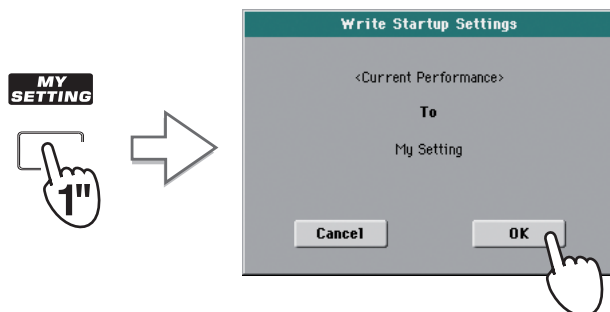 MY
SETTING
1"
Write Startup Settings
<Current Performance>
To
My Setting
Cancel
OK